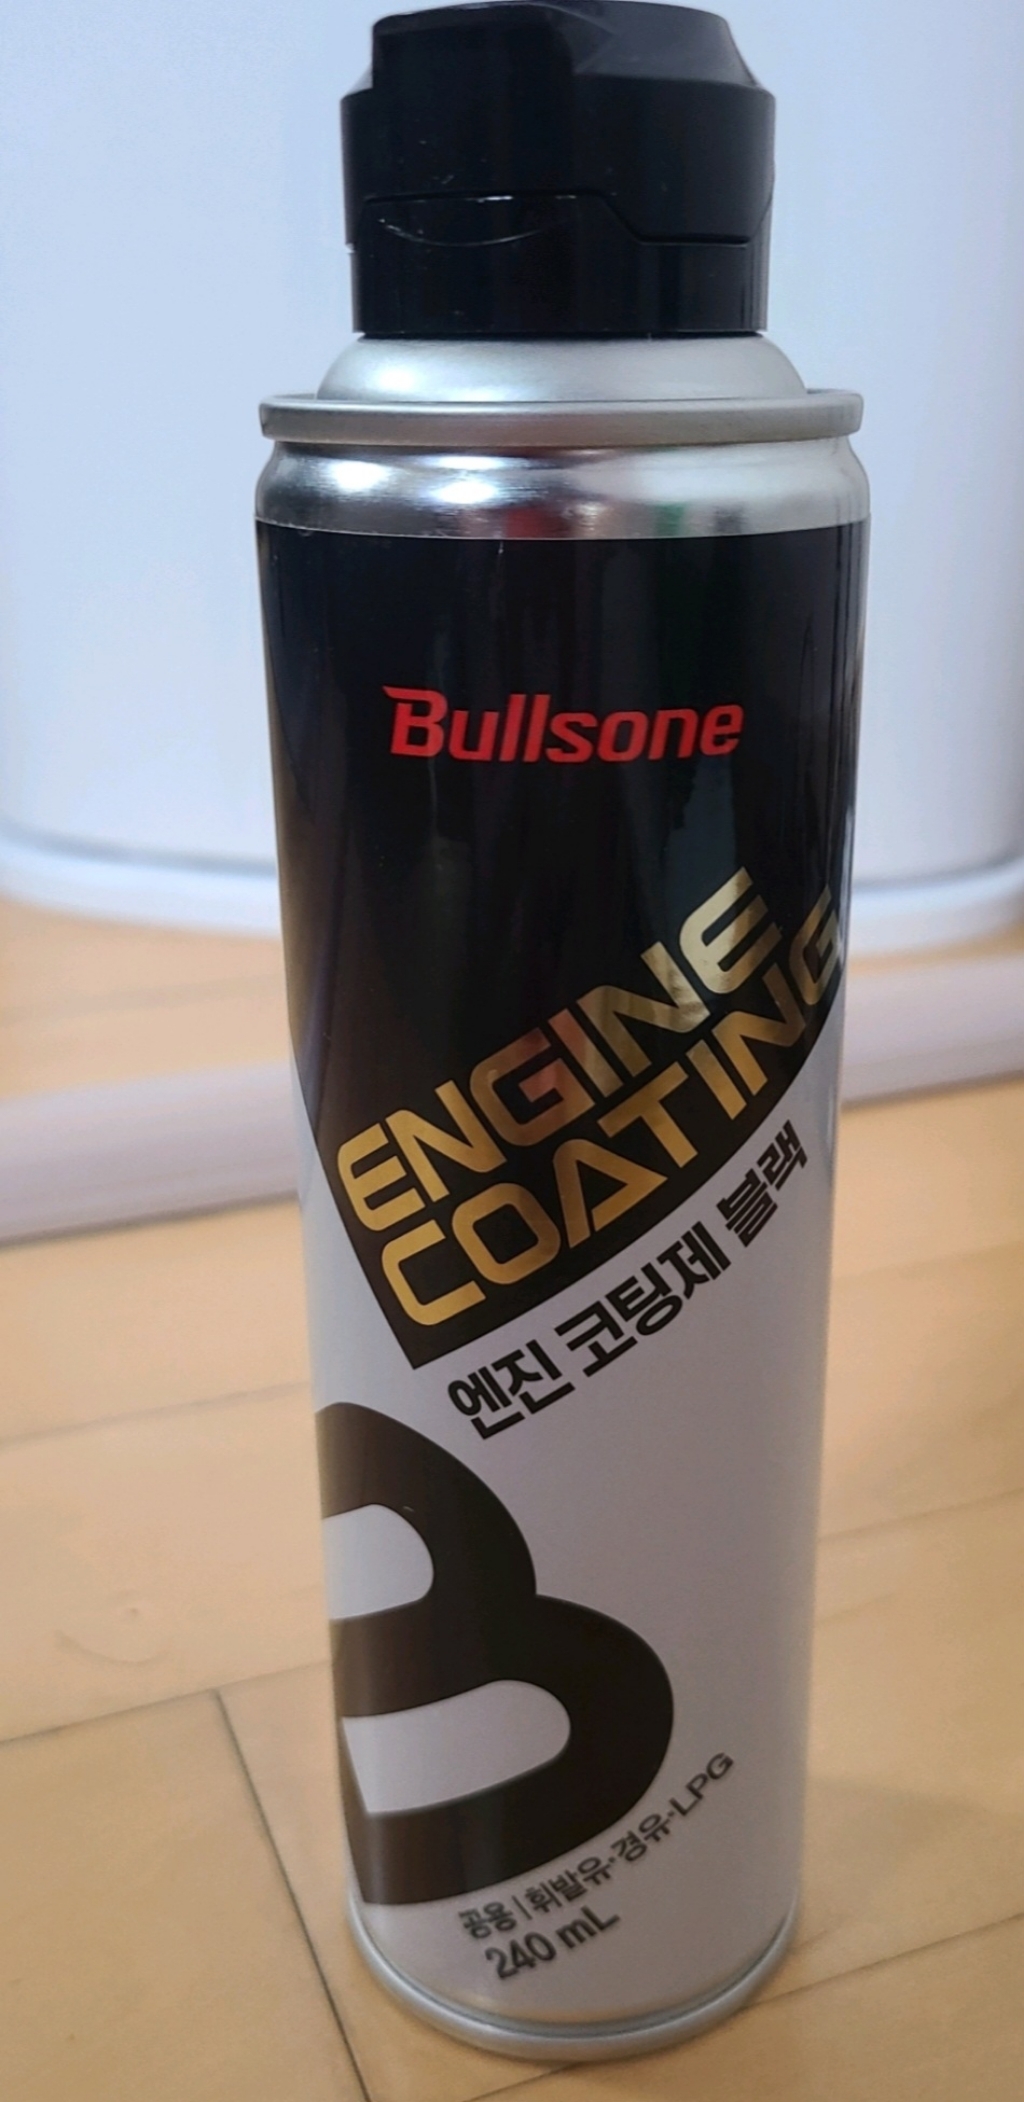 Bullsone
ENGINE
COATING
엔진 코팅제 블랙
B
공용 | 휘발유·경유·LPG
240 mL